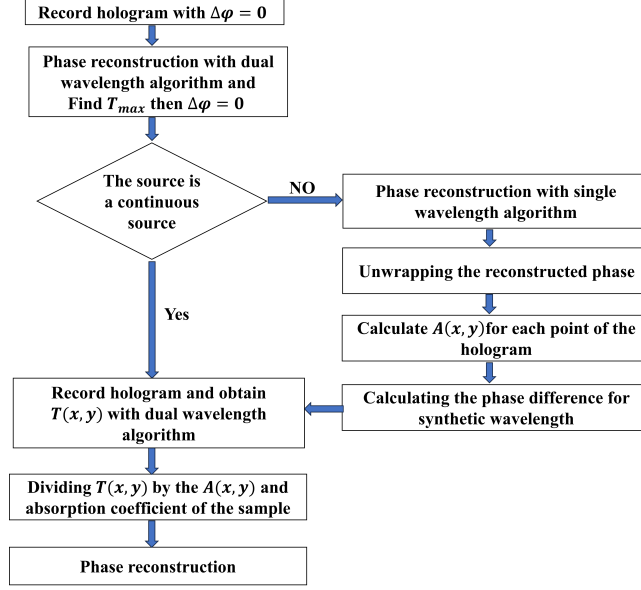 Record hologram with Δφ = 0
Phase reconstruction with dual
wavelength algorithm and
Find T_max then Δφ = 0
The source is
a continuous
source
NO
Phase reconstruction with single
wavelength algorithm
Unwrapping the reconstructed phase
Calculate A(x, y)for each point of the
hologram
Calculating the phase difference for
synthetic wavelength
Yes
Record hologram and obtain
T(x, y) with dual wavelength
algorithm
Dividing T(x, y) by the A(x, y) and
absorption coefficient of the sample
Phase reconstruction